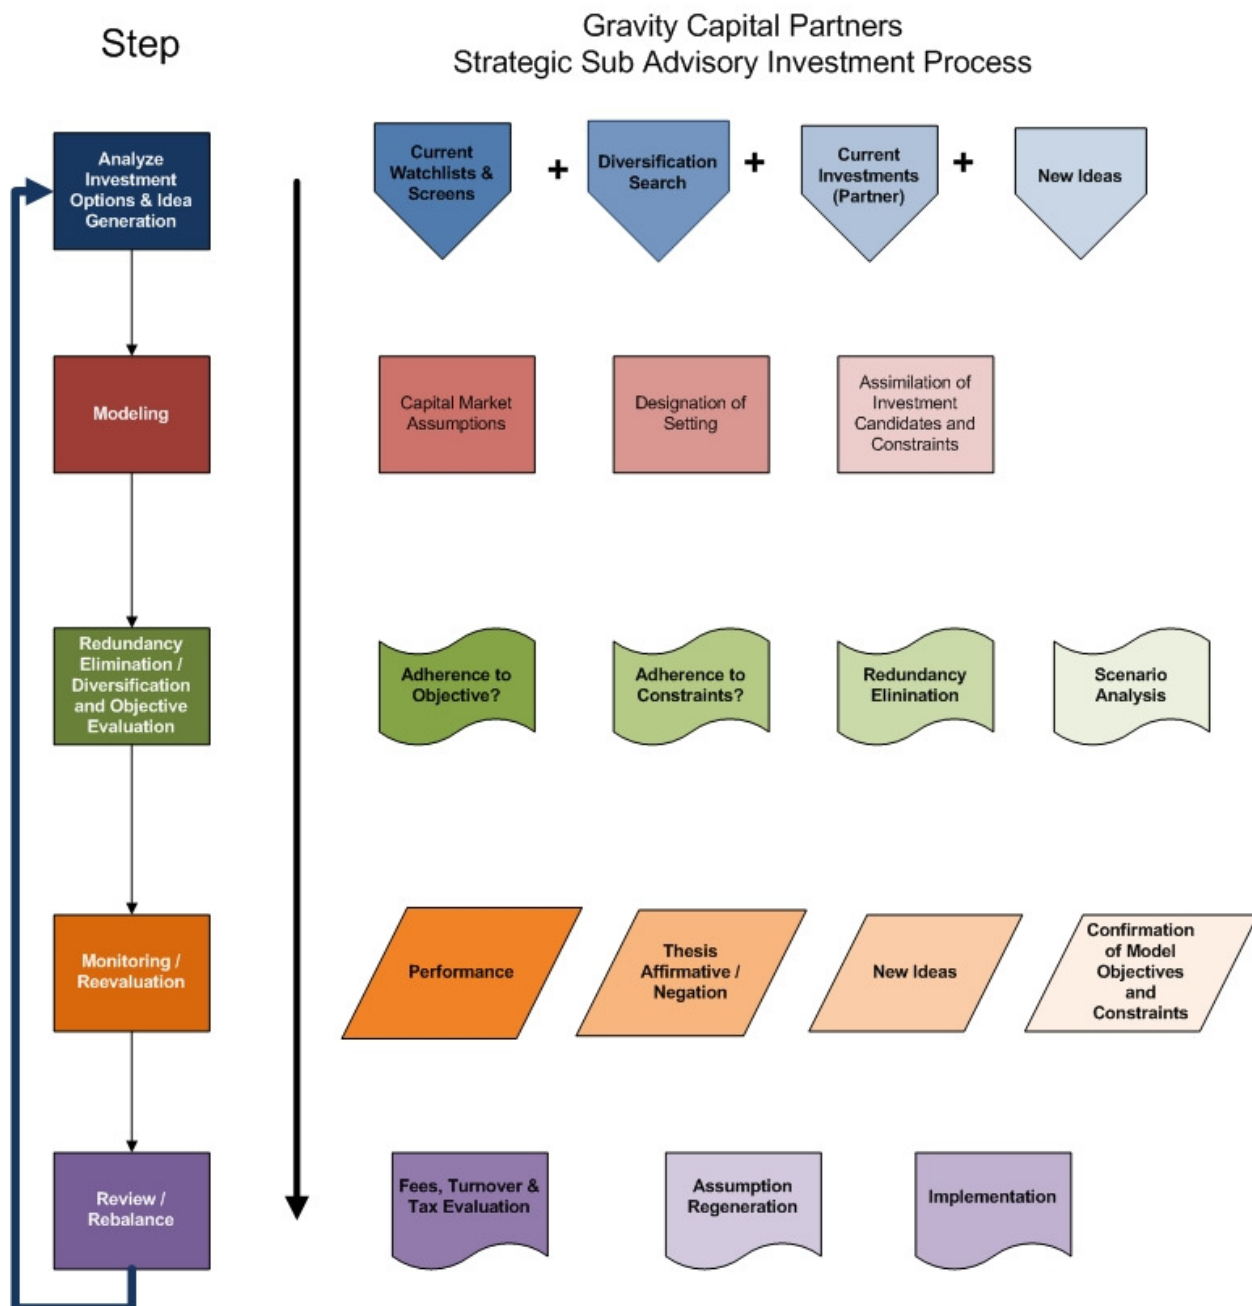 Step
Gravity Capital Partners
Strategic Sub Advisory Investment Process
Analyze
Investment
Options & Idea
Generation
Current
Watchlists &
Screens
+
Diversification
Search
+
Current
Investments
(Partner)
+
New Ideas
Modeling
Capital Market
Assumptions
Designation of
Setting
Assimilation of
Investment
Candidates and
Constraints
Redundancy
Elimination /
Diversification
and Objective
Evaluation
Adherence to
Objective?
Adherence to
Constraints?
Redundancy
Elinination
Scenario
Analysis
Monitoring /
Reevaluation
Performance
Thesis
Affirmative /
Negation
New Ideas
Confirmation
of Model
Objectives
and
Constraints
Review /
Rebalance
Fees, Turnover &
Tax Evaluation
Assumption
Regeneration
Implementation